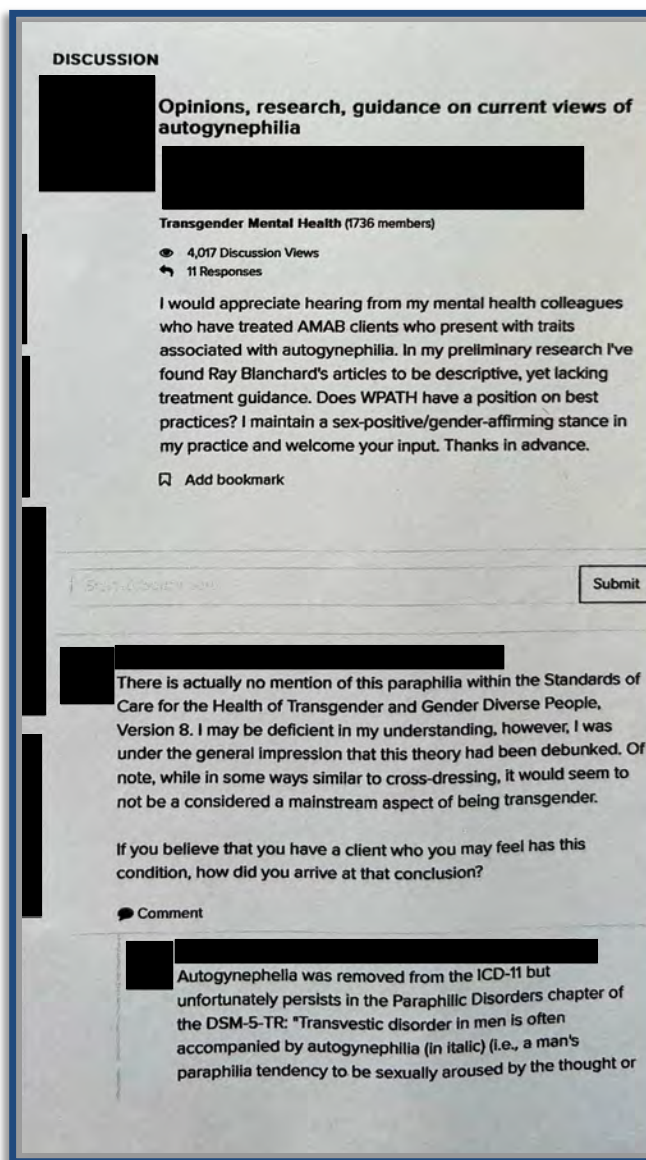 DISCUSSION
Opinions, research, guidance on current views of
autogynephilia
Transgender Mental Health (1736 members)
4,017 Discussion Views
11 Responses
I would appreciate hearing from my mental health colleagues
who have treated AMAB clients who present with traits
associated with autogynephilia. In my preliminary research I've
found Ray Blanchard's articles to be descriptive, yet lacking
treatment guidance. Does WPATH have a position on best
practices? I maintain a sex-positive/gender-affirming stance in
my practice and welcome your input. Thanks in advance.
Add bookmark
Submit
There is actually no mention of this paraphilia within the Standards of
Care for the Health of Transgender and Gender Diverse People,
Version 8. I may be deficient in my understanding, however, I was
under the general impression that this theory had been debunked. Of
note, while in some ways similar to cross-dressing, it would seem to
not be a considered a mainstream aspect of being transgender.
If you believe that you have a client who you may feel has this
condition, how did you arrive at that conclusion?
Comment
Autogynephelia was removed from the ICD-11 but
unfortunately persists in the Paraphilic Disorders chapter of
the DSM-5-TR: "Transvestic disorder in men is often
accompanied by autogynephilia (in italic) (i.e., a man's
paraphilia tendency to be sexually aroused by the thought or